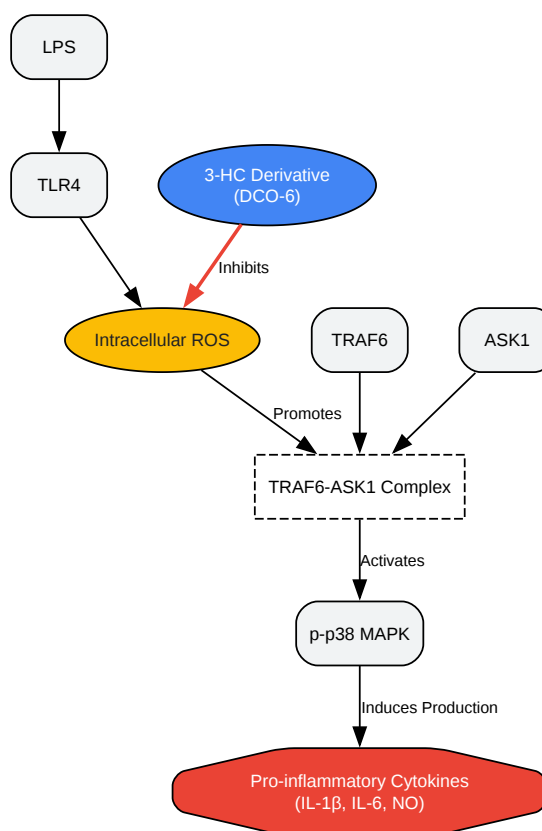 LPS
TLR4
3-HC Derivative
(DCO-6)
Inhibits
Intracellular ROS
TRAF6
ASK1
Promotes
TRAF6-ASK1 Complex
Activates
p-p38 MAPK
Induces Production
Pro-inflammatory Cytokines
(IL-1β, IL-6, NO)